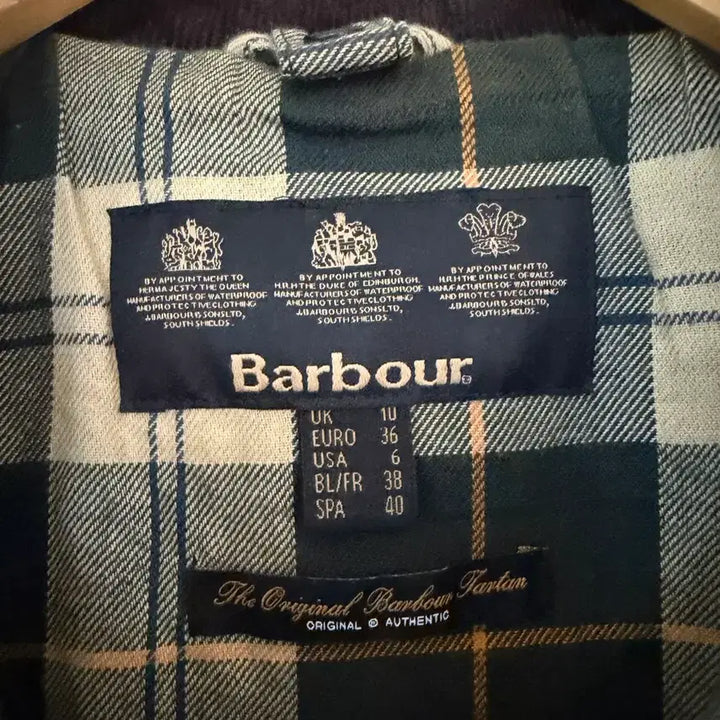 BY APPOINTMENT TO
HER MAJESTY THE QUEEN
MANUFACTURERS OF WATERPROOF
AND PROTECTIVE CLOTHING
J.BARBOUR & SONS LTD,
SOUTH SHIELDS.
BY APPOINTMENT TO
H.R.H THE DUKE OF EDINBURGH,
MANUFACTURERS OF WATERPROOF
AND PROTECTIVE CLOTHING
J.BARBOUR & SONS LTD,
SOUTH SHIELDS.
BY APPOINTMENT TO
H.R.H THE PRINCE OF WALES
MANUFACTURERS OF WATERPROOF
AND PROTECTIVE CLOTHING
J.BARBOUR & SONS LTD,
SOUTH SHIELDS.
Barbour
UK 10
EURO 36
USA 6
BL/FR 38
SPA 40
The Original Barbour Tartan
ORIGINAL © AUTHENTIC